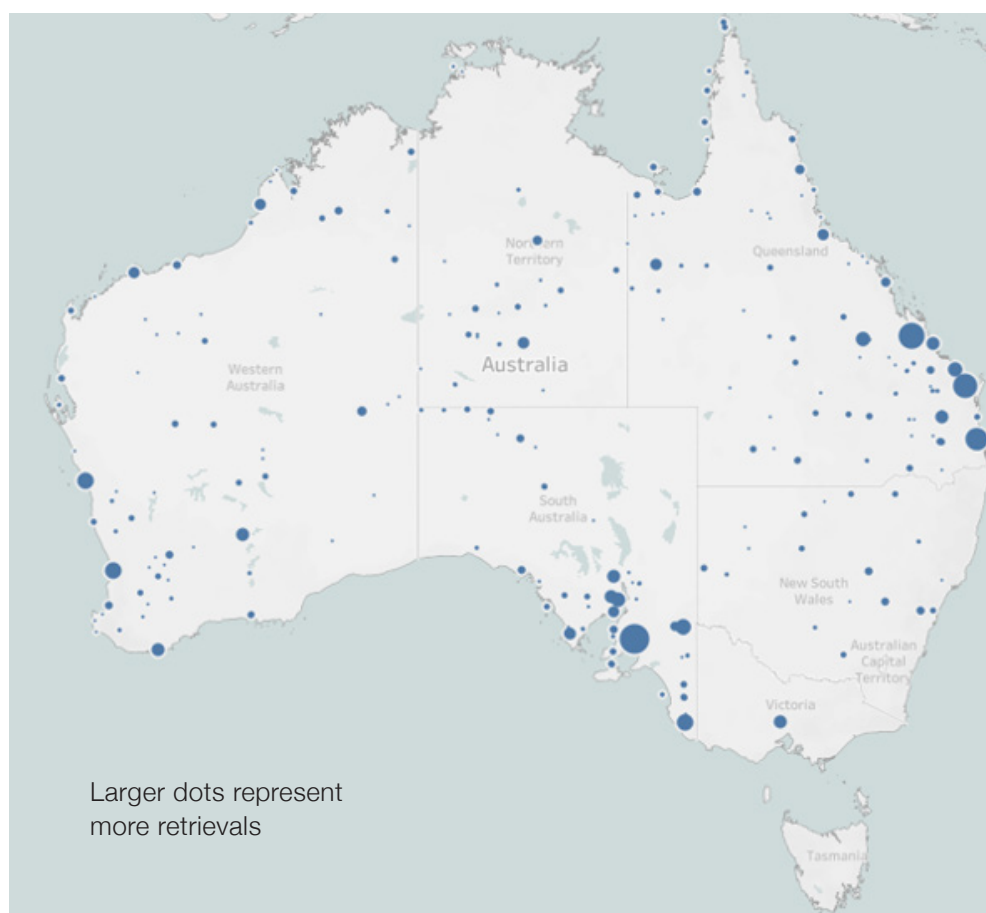 Northern
Territory
Queensland
Australia
Western
Australia
South
Australia
New South
Wales
Australian
Capital
Territory
Victoria
Larger dots represent
more retrievals
Tasmania